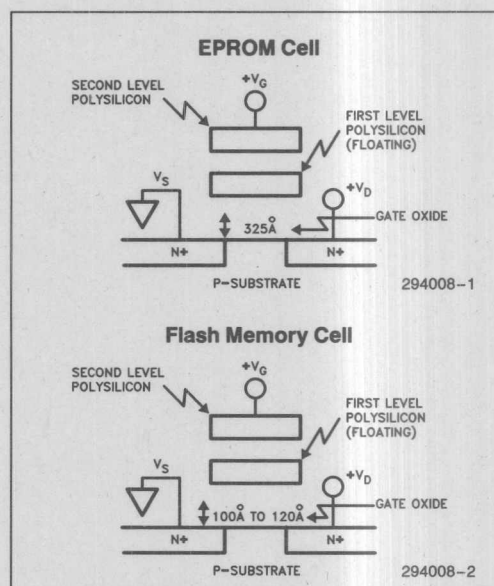 EPROM Cell
SECOND LEVEL
POLYSILICON
+VG
FIRST LEVEL
POLYSILICON
(FLOATING)
VS
+VD
325Å
GATE OXIDE
N+
N+
P-SUBSTRATE
294008-1
Flash Memory Cell
SECOND LEVEL
POLYSILICON
+VG
FIRST LEVEL
POLYSILICON
(FLOATING)
VS
+VD
100Å TO 120Å
GATE OXIDE
N+
N+
P-SUBSTRATE
294008-2